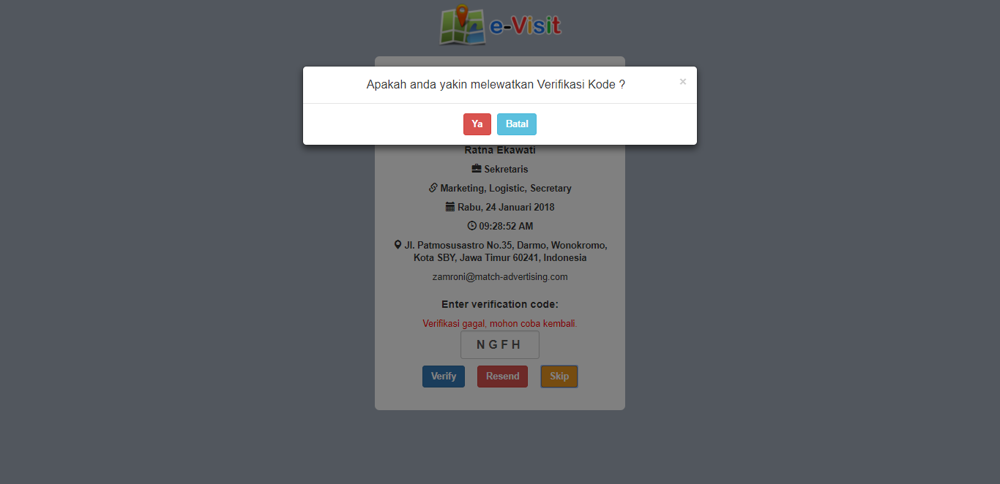 e-Visit
Apakah anda yakin melewatkan Verifikasi Kode ?
×
Ya
Batal
Ratna Ekawati
Sekretaris
Marketing, Logistic, Secretary
Rabu, 24 Januari 2018
09:28:52 AM
Jl. Patmosusastro No.35, Darmo, Wonokromo,
Kota SBY, Jawa Timur 60241, Indonesia
zamroni@match-advertising.com
Enter verification code:
Verifikasi gagal, mohon coba kembali.
NGFH
Verify Resend Skip